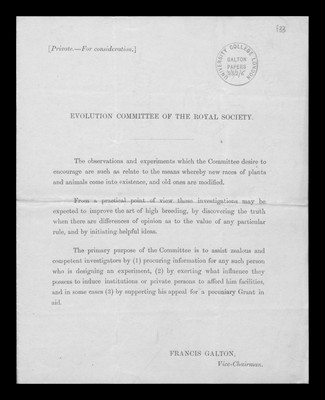 133
[Private.—For consideration.]
UNIVERSITY COLLEGE LONDON
GALTON
PAPERS
EVOLUTION COMMITTEE OF THE ROYAL SOCIETY.
The observations and experiments which the Committee desire to
encourage are such as relate to the means whereby new races of plants
and animals come into existence, and old ones are modified.
From a practical point of view these investigations may be
expected to improve the art of high breeding, by discovering the truth
when there are differences of opinion as to the value of any particular
rule, and by initiating helpful ideas.
The primary purpose of the Committee is to assist zealous and
competent investigators by (1) procuring information for any such person
who is designing an experiment, (2) by exerting what influence they
possess to induce institutions or private persons to afford him facilities,
and in some cases (3) by supporting his appeal for a pecuniary Grant in
aid.
FRANCIS GALTON,
Vice-Chairman.